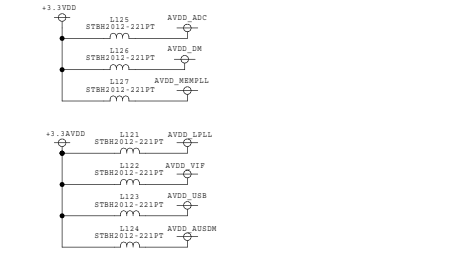 +3.3VDD
L125 AVDD_ADC
STBH2012-221PT
L126 AVDD_DM
STBH2012-221PT
L127 AVDD_MEMPLL
STBH2012-221PT
+3.3AVDD L121 AVDD_LPLL
STBH2012-221PT
L122 AVDD_VIF
STBH2012-221PT
L123 AVDD_USB
STBH2012-221PT
L124 AVDD_AUSDM
STBH2012-221PT